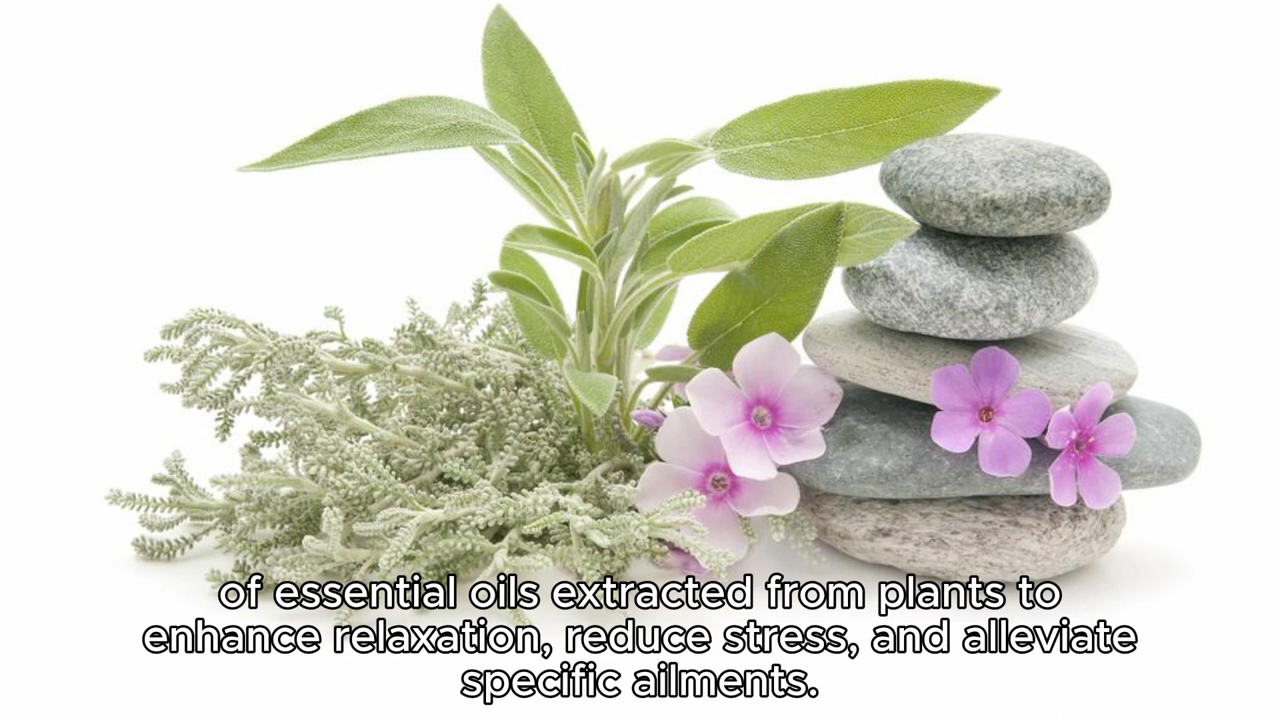 of essential oils extracted from plants to
enhance relaxation, reduce stress, and alleviate
specific ailments.